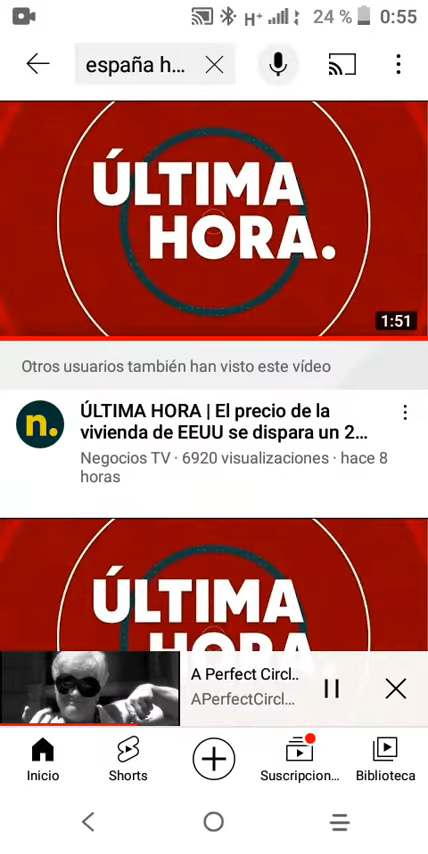 H+ 24 % 0:55
españa h...
ÚLTIMA
HORA.
1:51
Otros usuarios también han visto este vídeo
n.
ÚLTIMA HORA | El precio de la
vivienda de EEUU se dispara un 2...
Negocios TV · 6920 visualizaciones · hace 8
horas
ÚLTIMA
HORA.
A Perfect Circl..
APerfectCircl...
Inicio
Shorts
Suscripcion...
Biblioteca